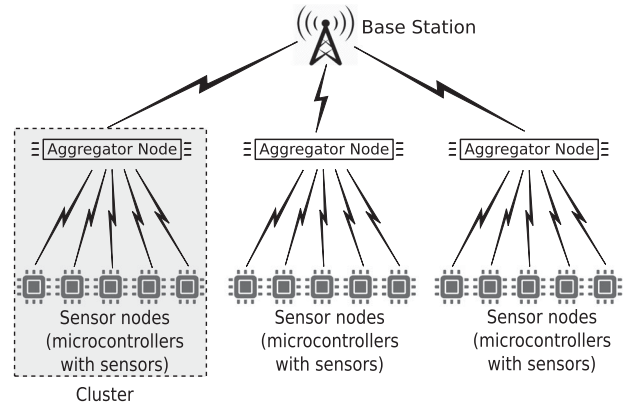 Base Station
Aggregator Node
Aggregator Node
Aggregator Node
Sensor nodes
(microcontrollers
with sensors)
Sensor nodes
(microcontrollers
with sensors)
Sensor nodes
(microcontrollers
with sensors)
Cluster